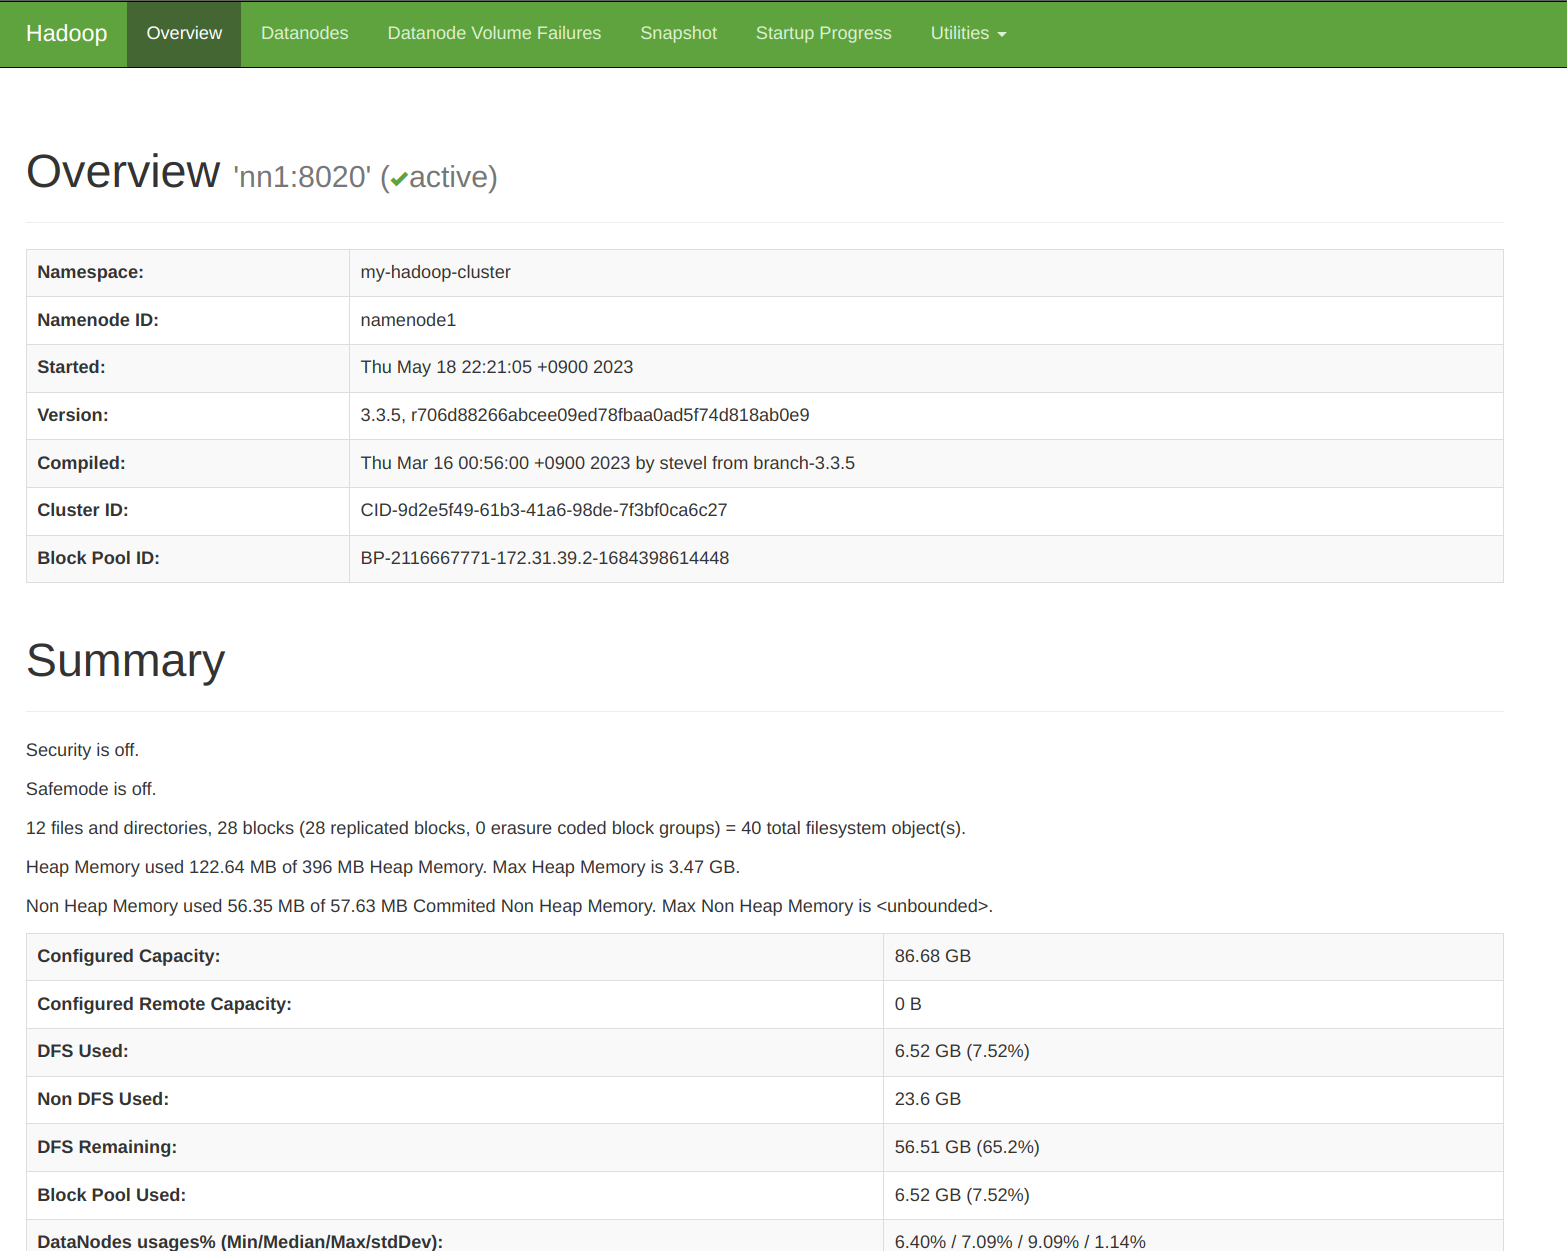 Hadoop Overview Datanodes Datanode Volume Failures Snapshot Startup Progress Utilities
Overview 'nn1:8020' (✔active)
Namespace: my-hadoop-cluster
Namenode ID: namenode1
Started: Thu May 18 22:21:05 +0900 2023
Version: 3.3.5, r706d88266abcee09ed78fbaa0ad5f74d818ab0e9
Compiled: Thu Mar 16 00:56:00 +0900 2023 by stevel from branch-3.3.5
Cluster ID: CID-9d2e5f49-61b3-41a6-98de-7f3bf0ca6c27
Block Pool ID: BP-2116667771-172.31.39.2-1684398614448
Summary
Security is off.
Safemode is off.
12 files and directories, 28 blocks (28 replicated blocks, 0 erasure coded block groups) = 40 total filesystem object(s).
Heap Memory used 122.64 MB of 396 MB Heap Memory. Max Heap Memory is 3.47 GB.
Non Heap Memory used 56.35 MB of 57.63 MB Commited Non Heap Memory. Max Non Heap Memory is <unbounded>.
Configured Capacity: 86.68 GB
Configured Remote Capacity: 0 B
DFS Used: 6.52 GB (7.52%)
Non DFS Used: 23.6 GB
DFS Remaining: 56.51 GB (65.2%)
Block Pool Used: 6.52 GB (7.52%)
DataNodes usages% (Min/Median/Max/stdDev): 6.40% / 7.09% / 9.09% / 1.14%